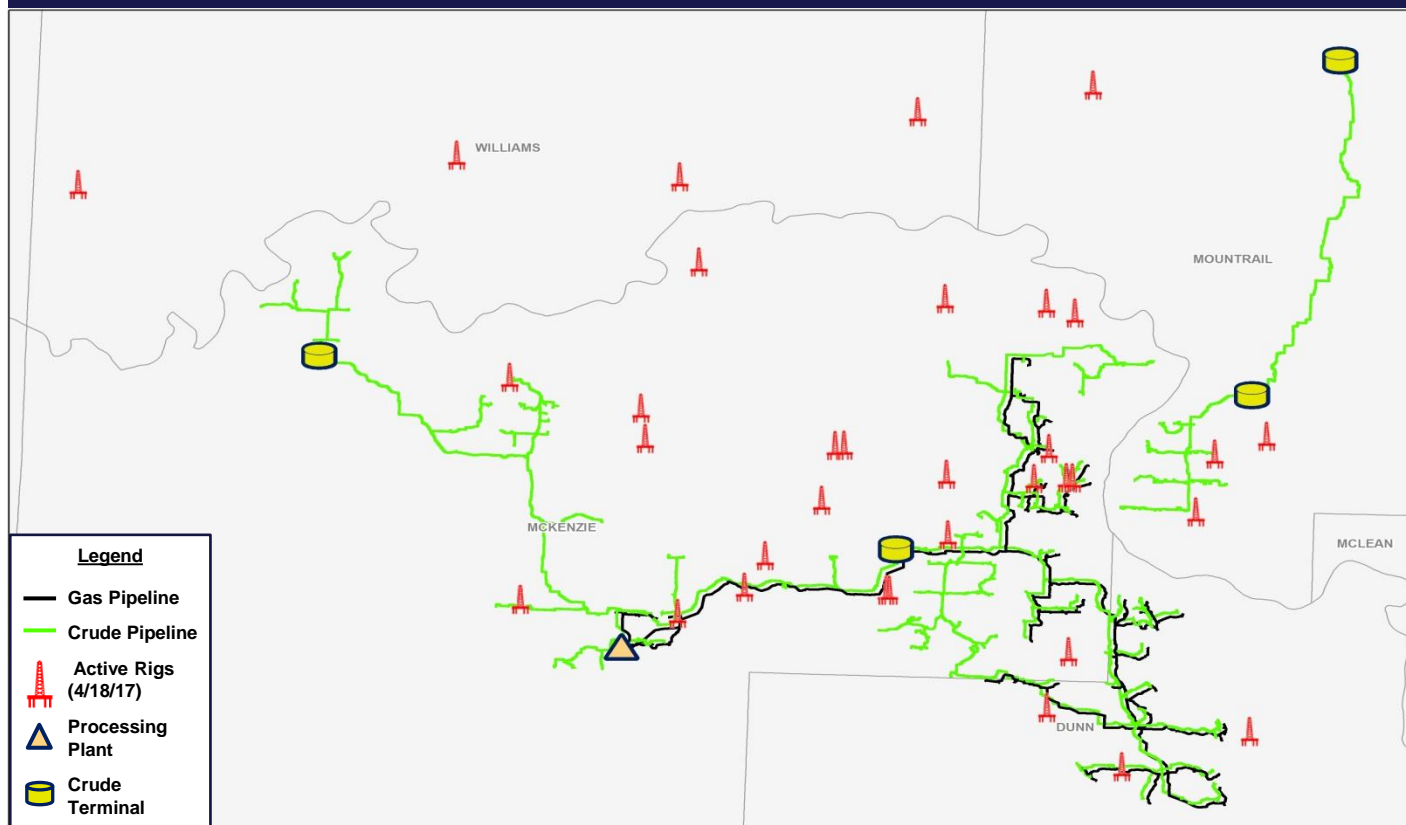 WILLIAMS
MOUNTRAIL
MCKENZIE
MCLEAN
DUNN
Legend
Gas Pipeline
Crude Pipeline
Active Rigs
(4/18/17)
Processing
Plant
Crude
Terminal